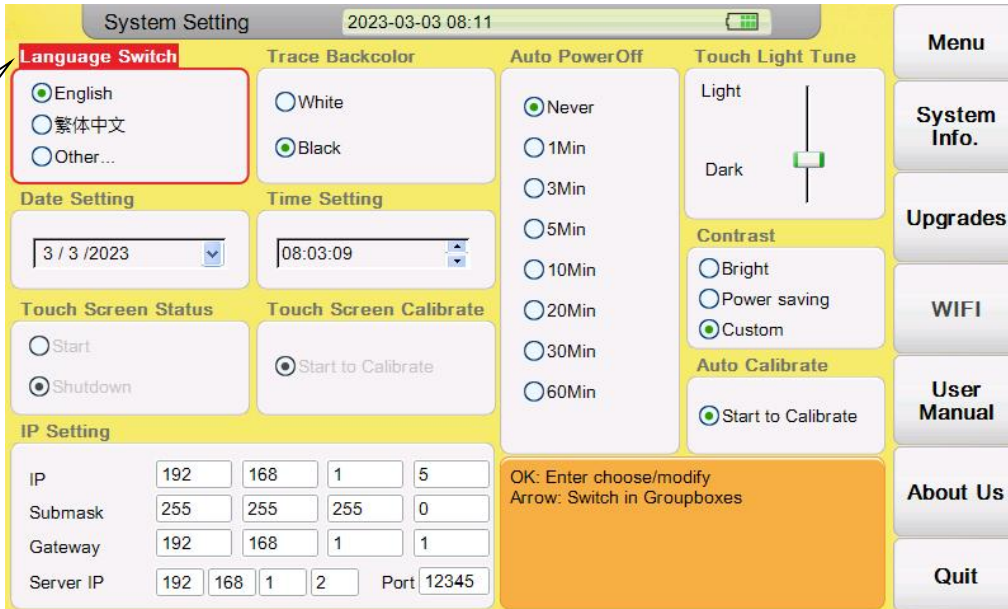 System Setting 2023-03-03 08:11
Language Switch
English
繁体中文
Other...
Trace Backcolor
White
Black
Auto PowerOff
Never
1Min
3Min
5Min
10Min
20Min
30Min
60Min
Touch Light Tune
Light
Dark
Date Setting
3 / 3 /2023
Time Setting
08:03:09
Contrast
Bright
Power saving
Custom
Touch Screen Status
Start
Shutdown
Touch Screen Calibrate
Start to Calibrate
Auto Calibrate
Start to Calibrate
IP Setting
IP 192 168 1 5
Submask 255 255 255 0
Gateway 192 168 1 1
Server IP 192 168 1 2 Port 12345
OK: Enter choose/modify
Arrow: Switch in Groupboxes
Menu
System
Info.
Upgrades
WIFI
User
Manual
About Us
Quit